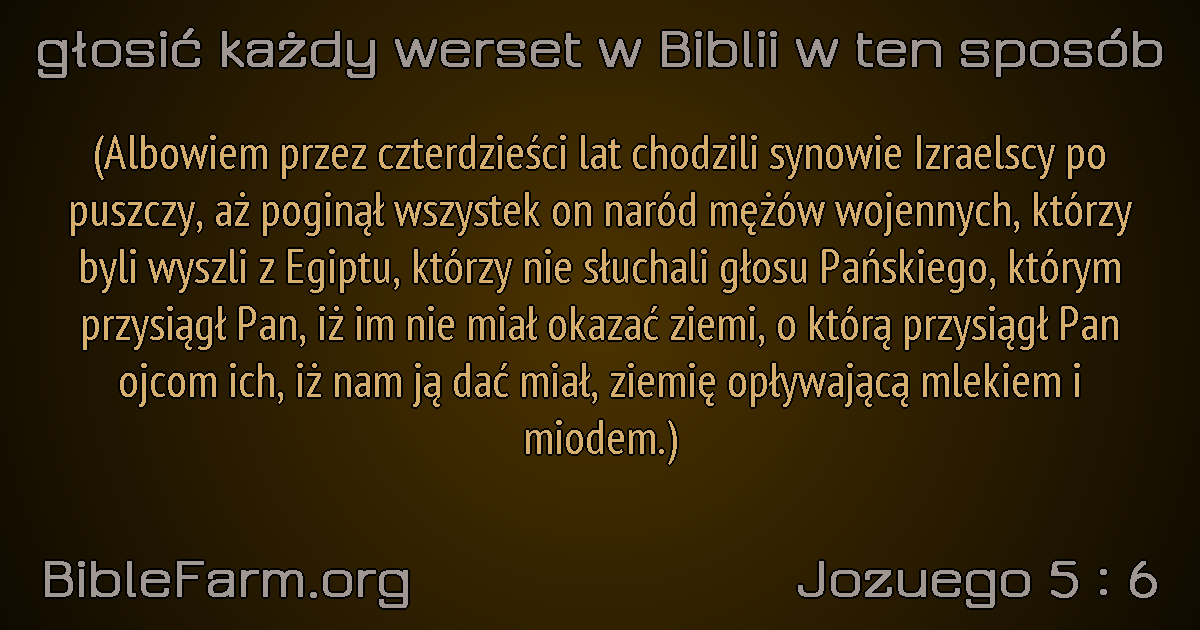 głosić każdy werset w Biblii w ten sposób
(Albowiem przez czterdzieści lat chodzili synowie Izraelscy po
puszczy, aż poginął wszystek on naród mężów wojennych, którzy
byli wyszli z Egiptu, którzy nie słuchali głosu Pańskiego, którym
przysiągł Pan, iż im nie miał okazać ziemi, o którą przysiągł Pan
ojcom ich, iż nam ją dać miał, ziemię opływającą mlekiem i
miodem.)
BibleFarm.org
Jozuego 5 : 6